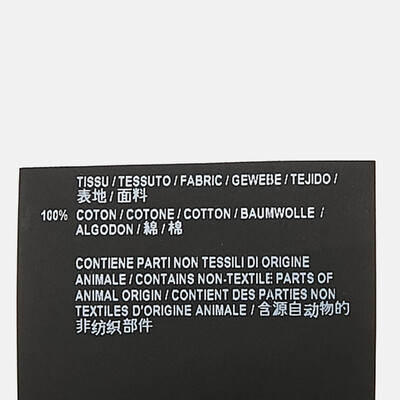 TISSU / TESSUTO / FABRIC / GEWEBE / TEJIDO /
表地 / 面料
100% COTON / COTONE / COTTON / BAUMWOLLE /
ALGODON / 綿 / 棉
CONTIENE PARTI NON TESSILI DI ORIGINE
ANIMALE / CONTAINS NON-TEXTILE PARTS OF
ANIMAL ORIGIN / CONTIENT DES PARTIES NON
TEXTILES D'ORIGINE ANIMALE / 含源自动物的
非纺织部件